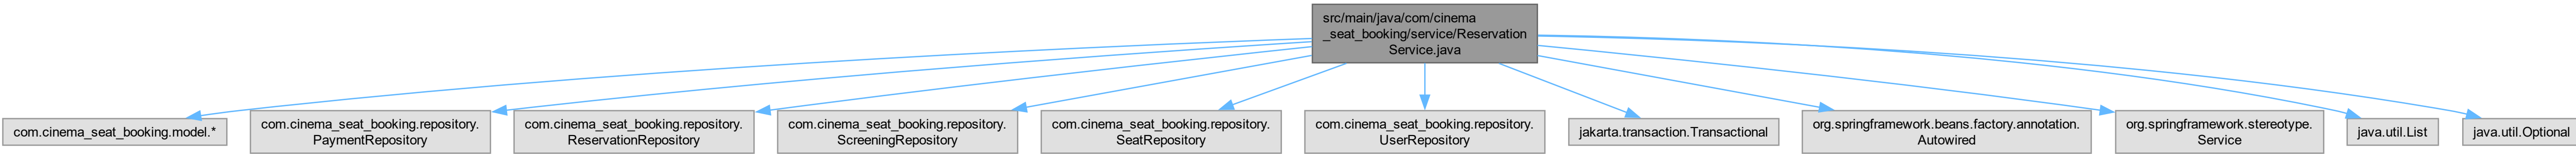 src/main/java/com/cinema
_seat_booking/service/Reservation
Service.java
com.cinema_seat_booking.model.*
com.cinema_seat_booking.repository.
PaymentRepository
com.cinema_seat_booking.repository.
ReservationRepository
com.cinema_seat_booking.repository.
ScreeningRepository
com.cinema_seat_booking.repository.
SeatRepository
com.cinema_seat_booking.repository.
UserRepository
jakarta.transaction.Transactional
org.springframework.beans.factory.annotation.
Autowired
org.springframework.stereotype.
Service
java.util.List
java.util.Optional